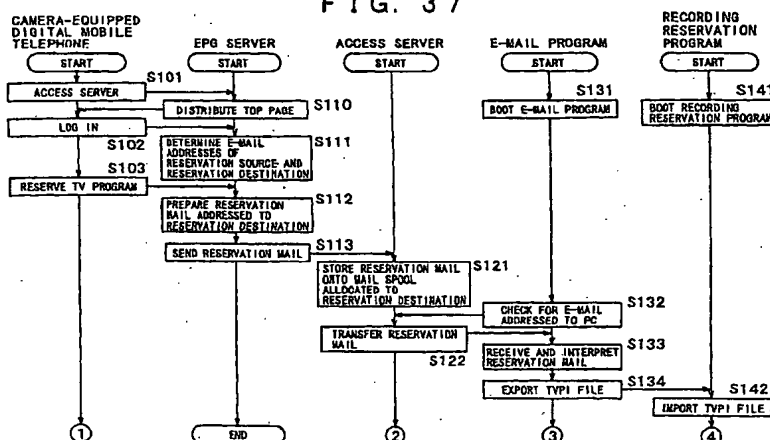 FIG. 37
CAMERA-EQUIPPED
DIGITAL MOBILE
TELEPHONE
EPG SERVER
ACCESS SERVER
E-MAIL PROGRAM
RECORDING
RESERVATION
PROGRAM
START
START
START
START
START
S101
ACCESS SERVER
S131
S141
DISTRIBUTE TOP PAGE
S110
BOOT E-MAIL PROGRAM
BOOT RECORDING
RESERVATION PROGRAM
LOG IN
S102
DETERMINE E-MAIL
ADDRESSES OF
RESERVATION SOURCE AND
RESERVATION DESTINATION
S111
S103
RESERVE TV PROGRAM
S112
PREPARE RESERVATION
MAIL ADDRESSED TO
RESERVATION DESTINATION
S113
SEND RESERVATION MAIL
STORE RESERVATION MAIL
ONTO MAIL SPOOL
ALLOCATED TO
RESERVATION DESTINATION
S121
S132
CHECK FOR E-MAIL
ADDRESSED TO PC
TRANSFER RESERVATION
MAIL
S122
S133
RECEIVE AND INTERPRET
RESERVATION MAIL
S134
EXPORT TVPI FILE
S142
IMPORT TVPI FILE
1
END
2
3
4